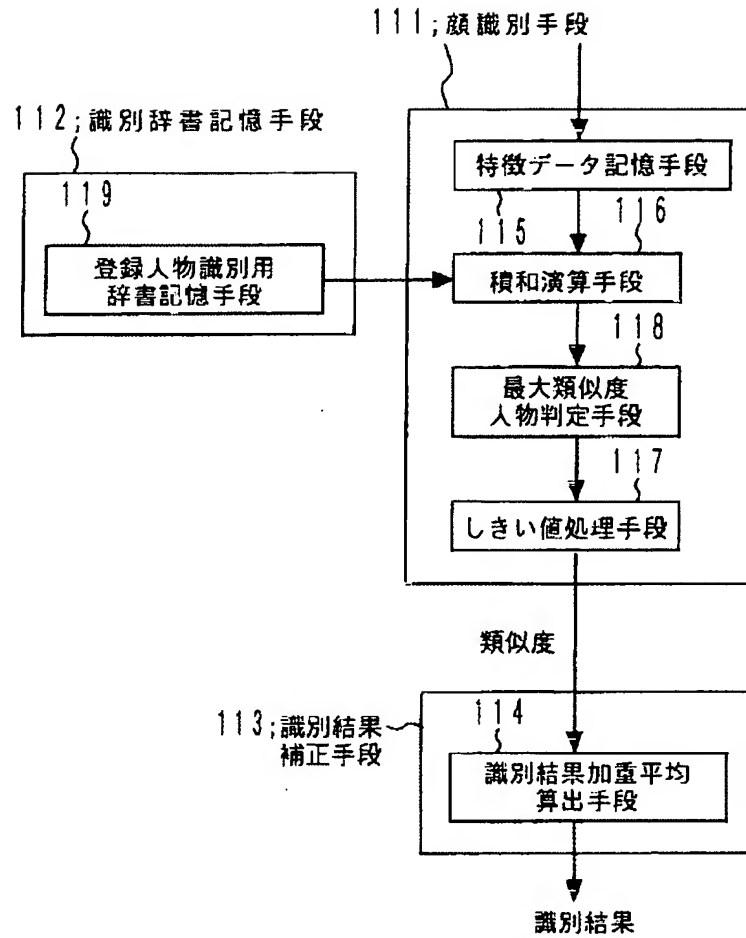 111;顔識別手段
112;識別辞書記憶手段
119
登録人物識別用
辞書記憶手段
特徴データ記憶手段
115
116
積和演算手段
118
最大類似度
人物判定手段
117
しきい値処理手段
類似度
113;識別結果
補正手段
114
識別結果加重平均
算出手段
識別結果